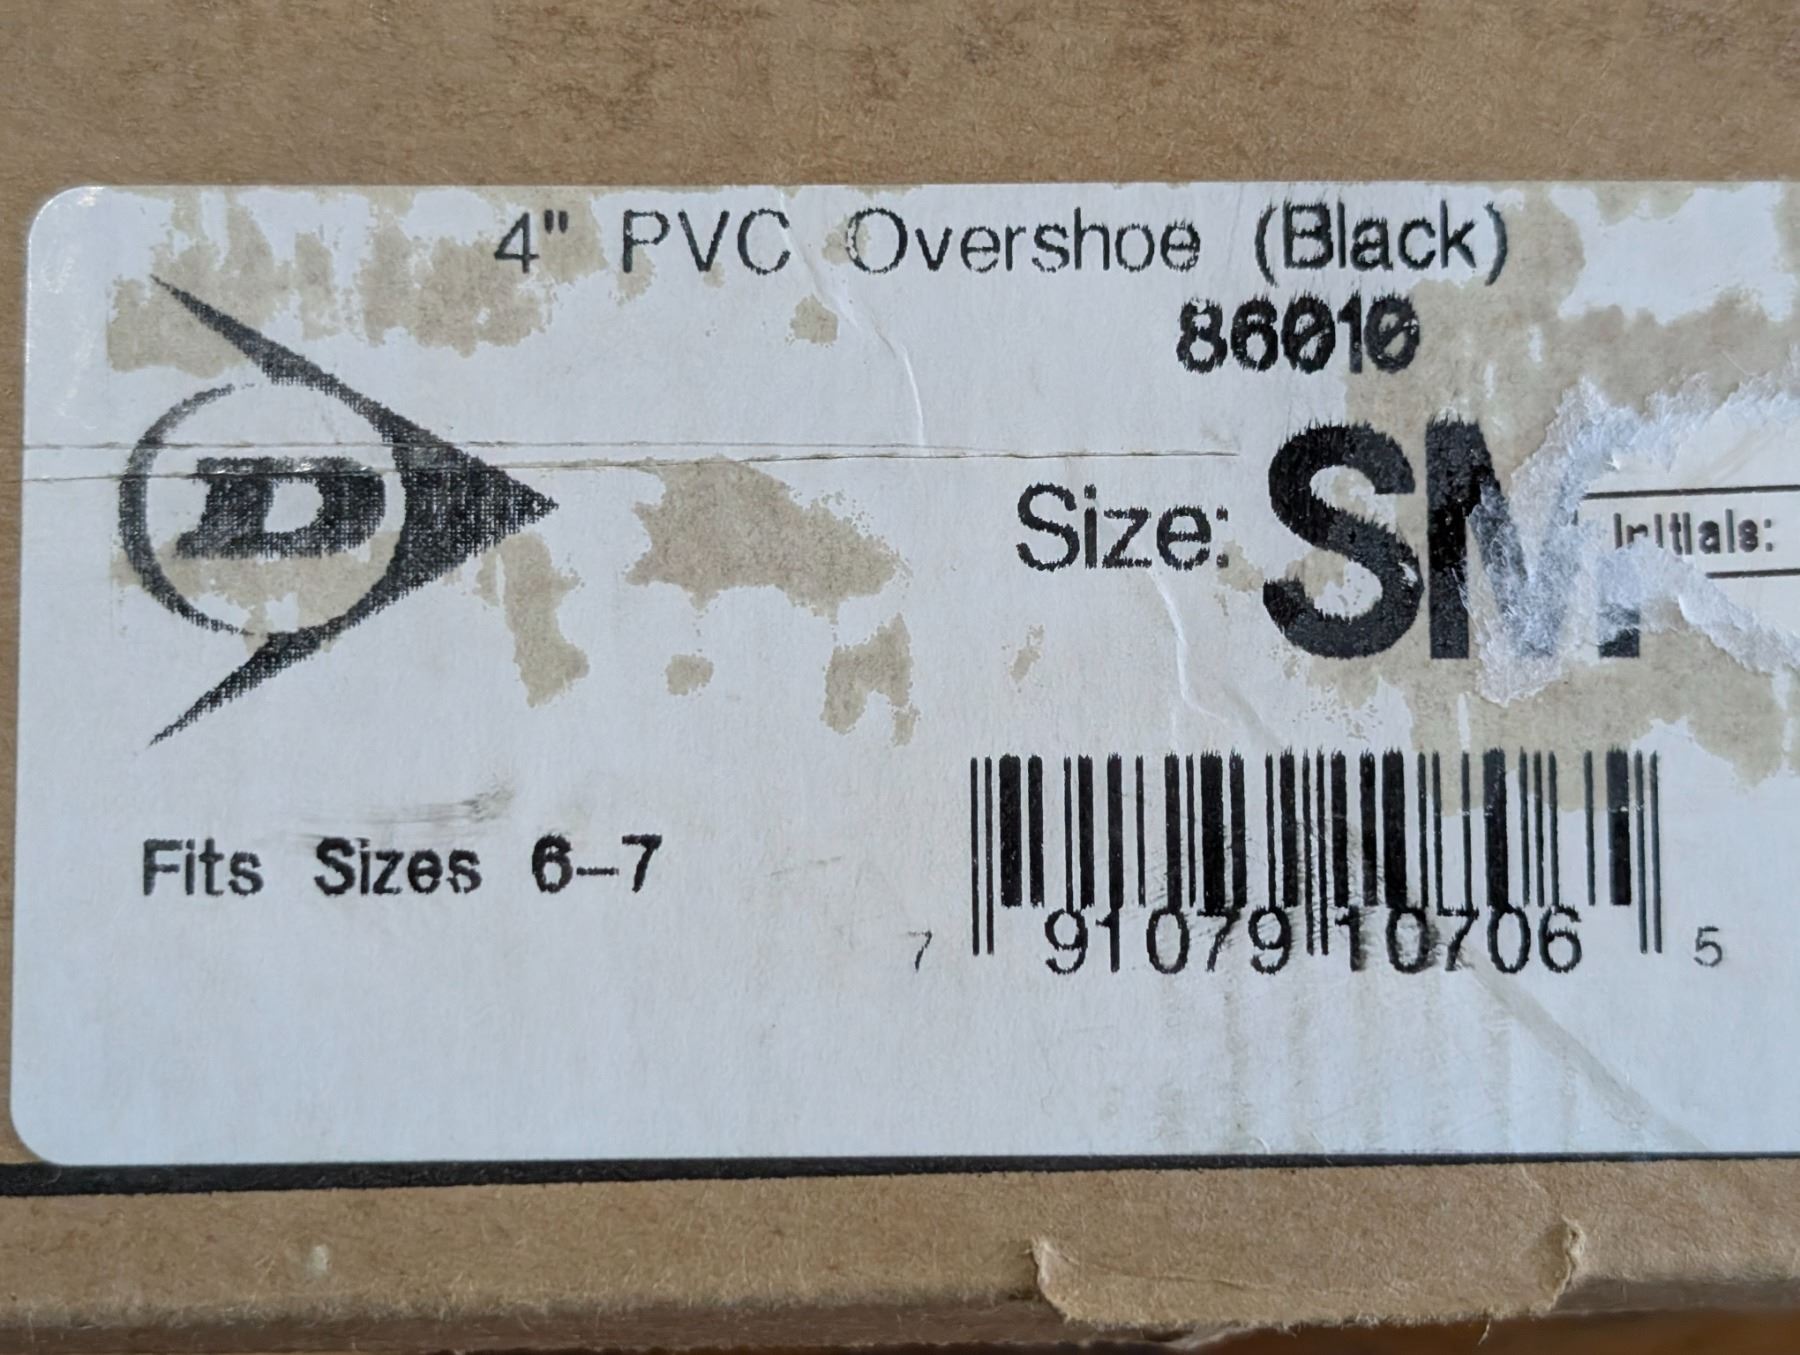 4" PVC Overshoe (Black)
86010
D
Size: SM
Initials:
Fits Sizes 6-7
7 91079 10706 5